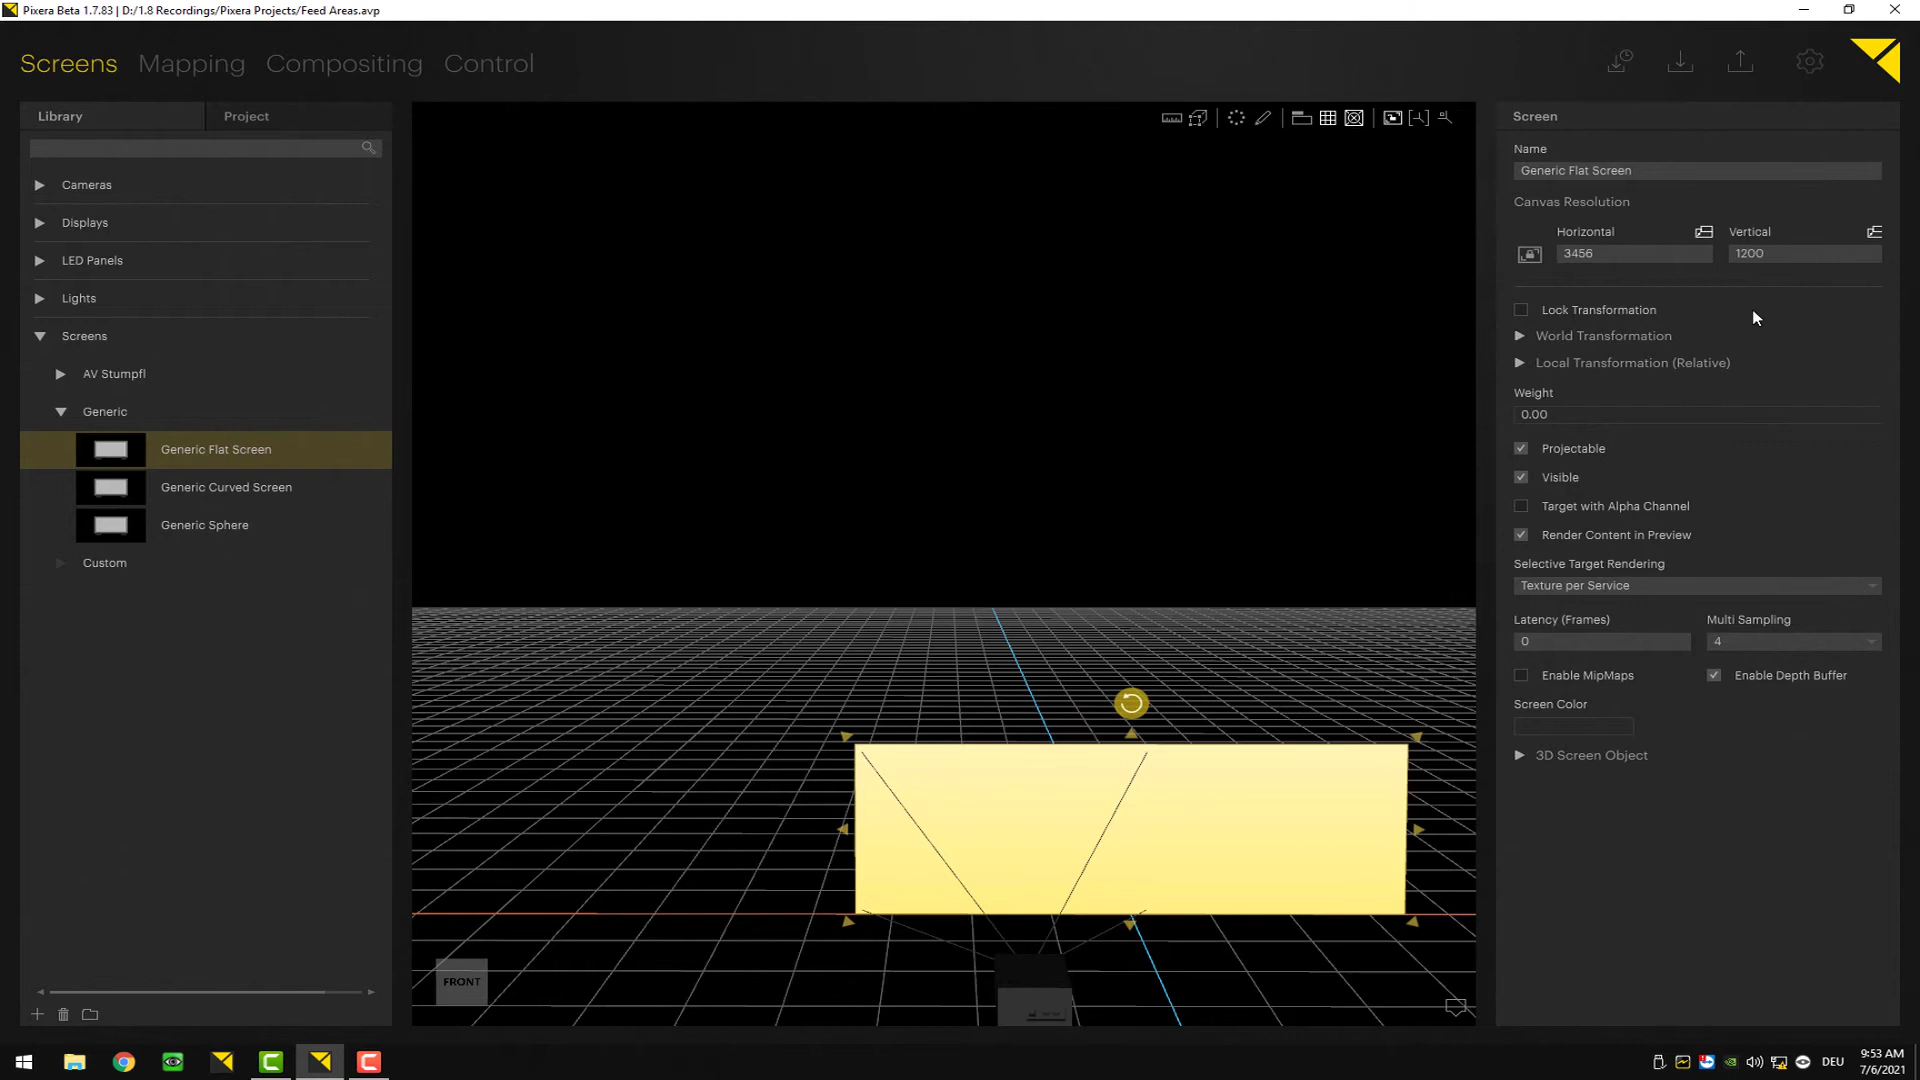 Pixera Beta 1.7.83 | D:/1.8 Recordings/Pixera Projects/Feed Areas.avp
Screens Mapping Compositing Control
Library Project
Cameras
Displays
LED Panels
Lights
Screens
AV Stumpfl
Generic
Generic Flat Screen
Generic Curved Screen
Generic Sphere
Custom
FRONT
Screen
Name
Generic Flat Screen
Canvas Resolution
Horizontal Vertical
3456 1200
Lock Transformation
World Transformation
Local Transformation (Relative)
Weight
0.00
Projectable
Visible
Target with Alpha Channel
Render Content in Preview
Selective Target Rendering
Texture per Service
Latency (Frames) Multi Sampling
0 4
Enable MipMaps Enable Depth Buffer
Screen Color
3D Screen Object
DEU
9:53 AM
7/6/2021